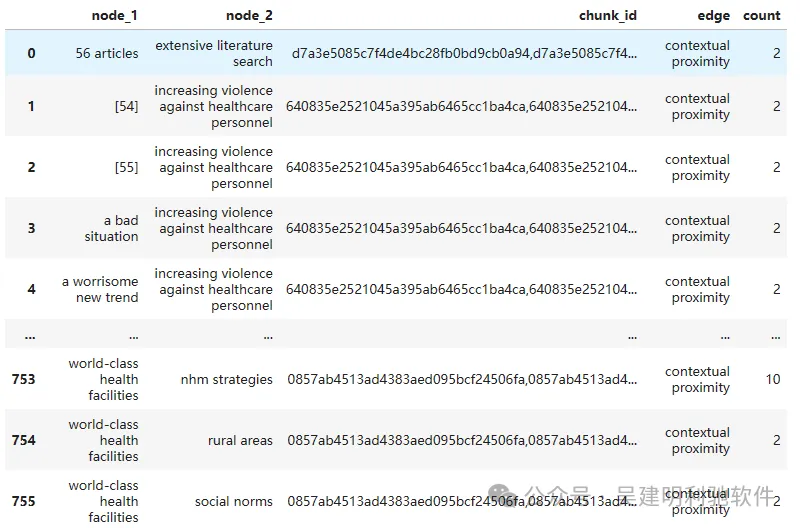 node_1 node_2 chunk_id edge count
0 56 articles extensive literature search d7a3e5085c7f4de4bc28fb0bd9cb0a94,d7a3e5085c7f4... contextual proximity 2
1 [54] increasing violence against healthcare personnel 640835e2521045a395ab6465cc1ba4ca,640835e252104... contextual proximity 2
2 [55] increasing violence against healthcare personnel 640835e2521045a395ab6465cc1ba4ca,640835e252104... contextual proximity 2
3 a bad situation increasing violence against healthcare personnel 640835e2521045a395ab6465cc1ba4ca,640835e252104... contextual proximity 2
4 a worrisome new trend increasing violence against healthcare personnel 640835e2521045a395ab6465cc1ba4ca,640835e252104... contextual proximity 2
... ... ... ... ... ...
753 world-class health facilities nhm strategies 0857ab4513ad4383aed095bcf24506fa,0857ab4513ad4... contextual proximity 10
754 world-class health facilities rural areas 0857ab4513ad4383aed095bcf24506fa,0857ab4513ad4... contextual proximity 2
755 world-class health facilities social norms 0857ab4513ad4383aed095bcf24506fa,0857ab4513ad4... contextual proximity 2
公众号 · 吴建明利驰软件